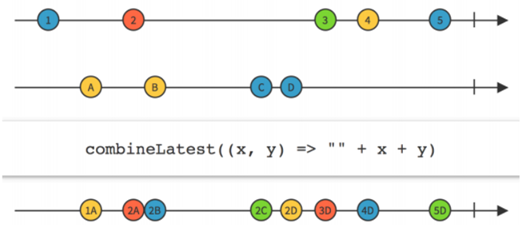 1 2 3 4 5
A B C D
combineLatest((x, y) => "" + x + y)
1A 2A 2B 2C 2D 3D 4D 5D